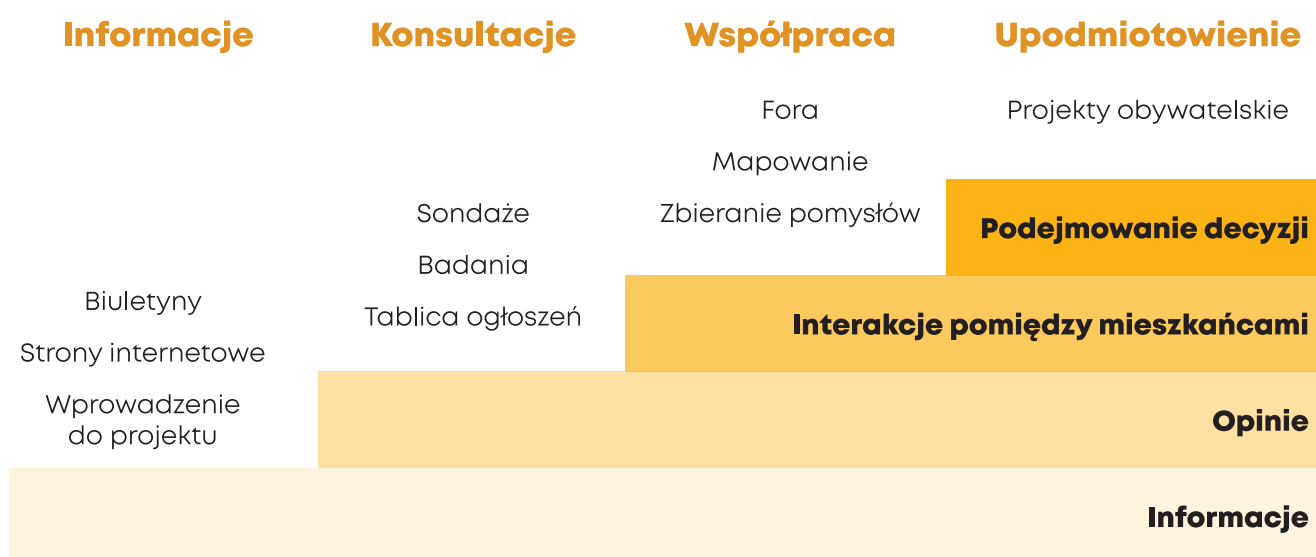 Informacje
Konsultacje
Współpraca
Upodmiotowienie
Fora
Projekty obywatelskie
Mapowanie
Sondaże
Zbieranie pomysłów
Podejmowanie decyzji
Badania
Biuletyny
Tablica ogłoszeń
Interakcje pomiędzy mieszkańcami
Strony internetowe
Wprowadzenie
do projektu
Opinie
Informacje